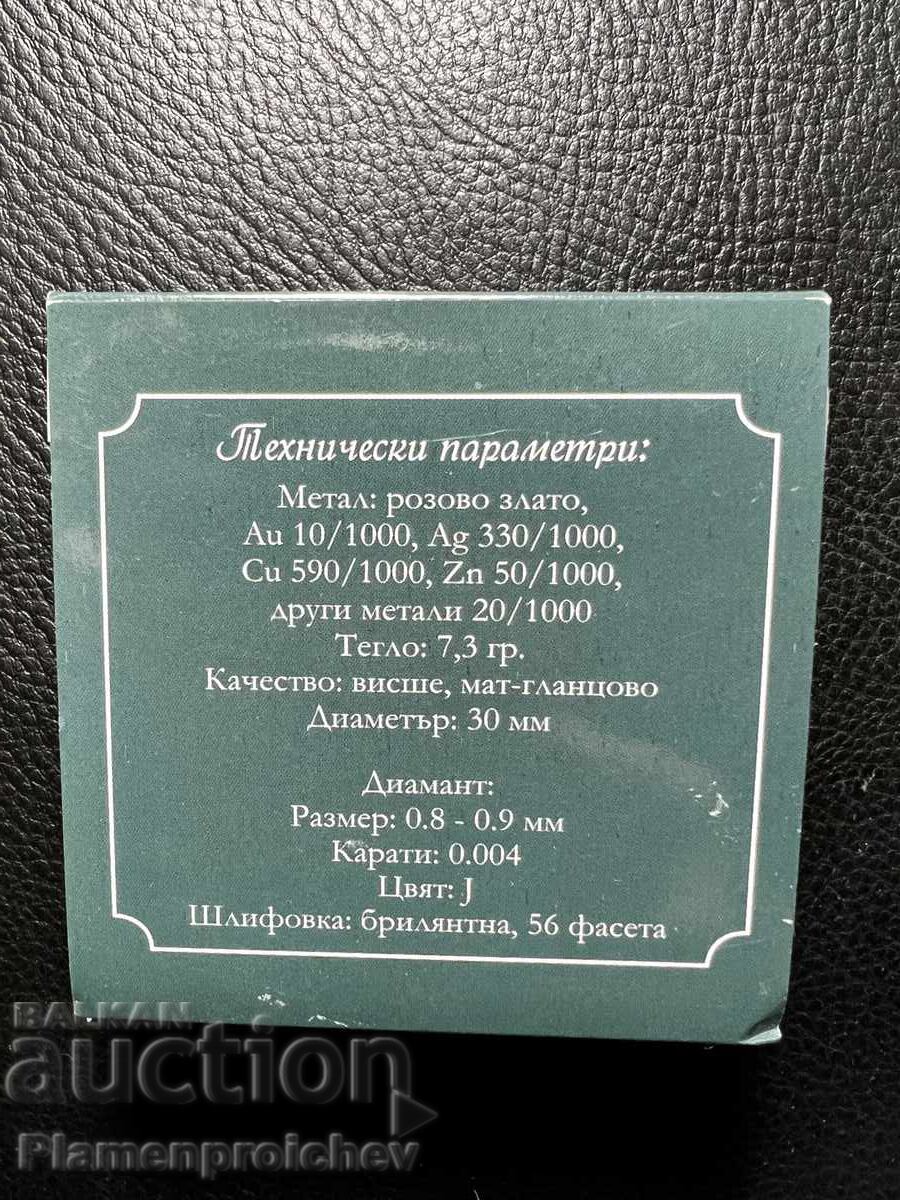 Технически параметри:
Метал: розово злато,
Au 10/1000, Ag 330/1000,
Cu 590/1000, Zn 50/1000,
други метали 20/1000
Тегло: 7,3 гр.
Качество: висше, мат-гланцово
Диаметър: 30 мм
Диамант:
Размер: 0.8 - 0.9 мм
Карати: 0.004
Цвят: J
Шлифовка: брилянтна, 56 фасета
BALKAN
auction
Plamenproichev